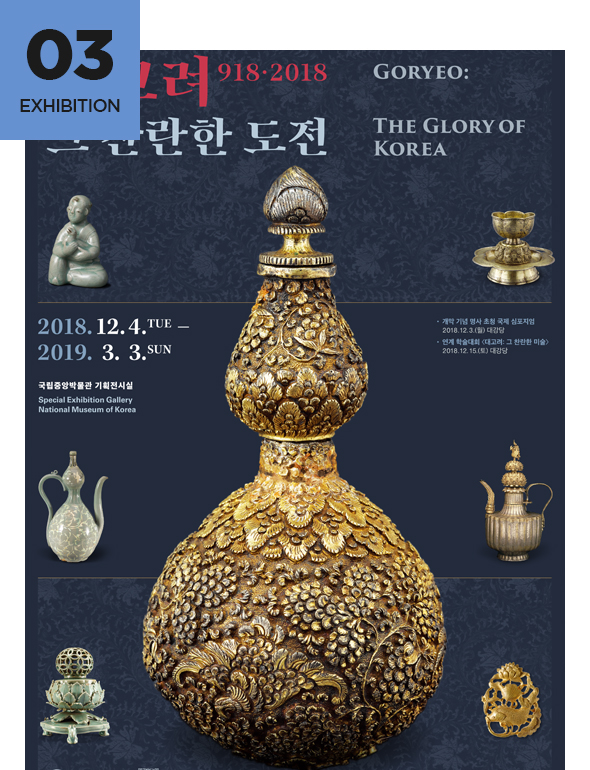 03
EXHIBITION
고려 918·2018
찬란한 도전
GORYEO:
THE GLORY OF
KOREA
2018. 12. 4. TUE –
2019. 3. 3. SUN
국립중앙박물관 기획전시실
Special Exhibition Gallery
National Museum of Korea
· 개막 기념 명사 초청 국제 심포지엄
2018.12.3.(월) 대강당
· 연계 학술대회 〈대고려: 그 찬란한 미술〉
2018.12.15.(토) 대강당